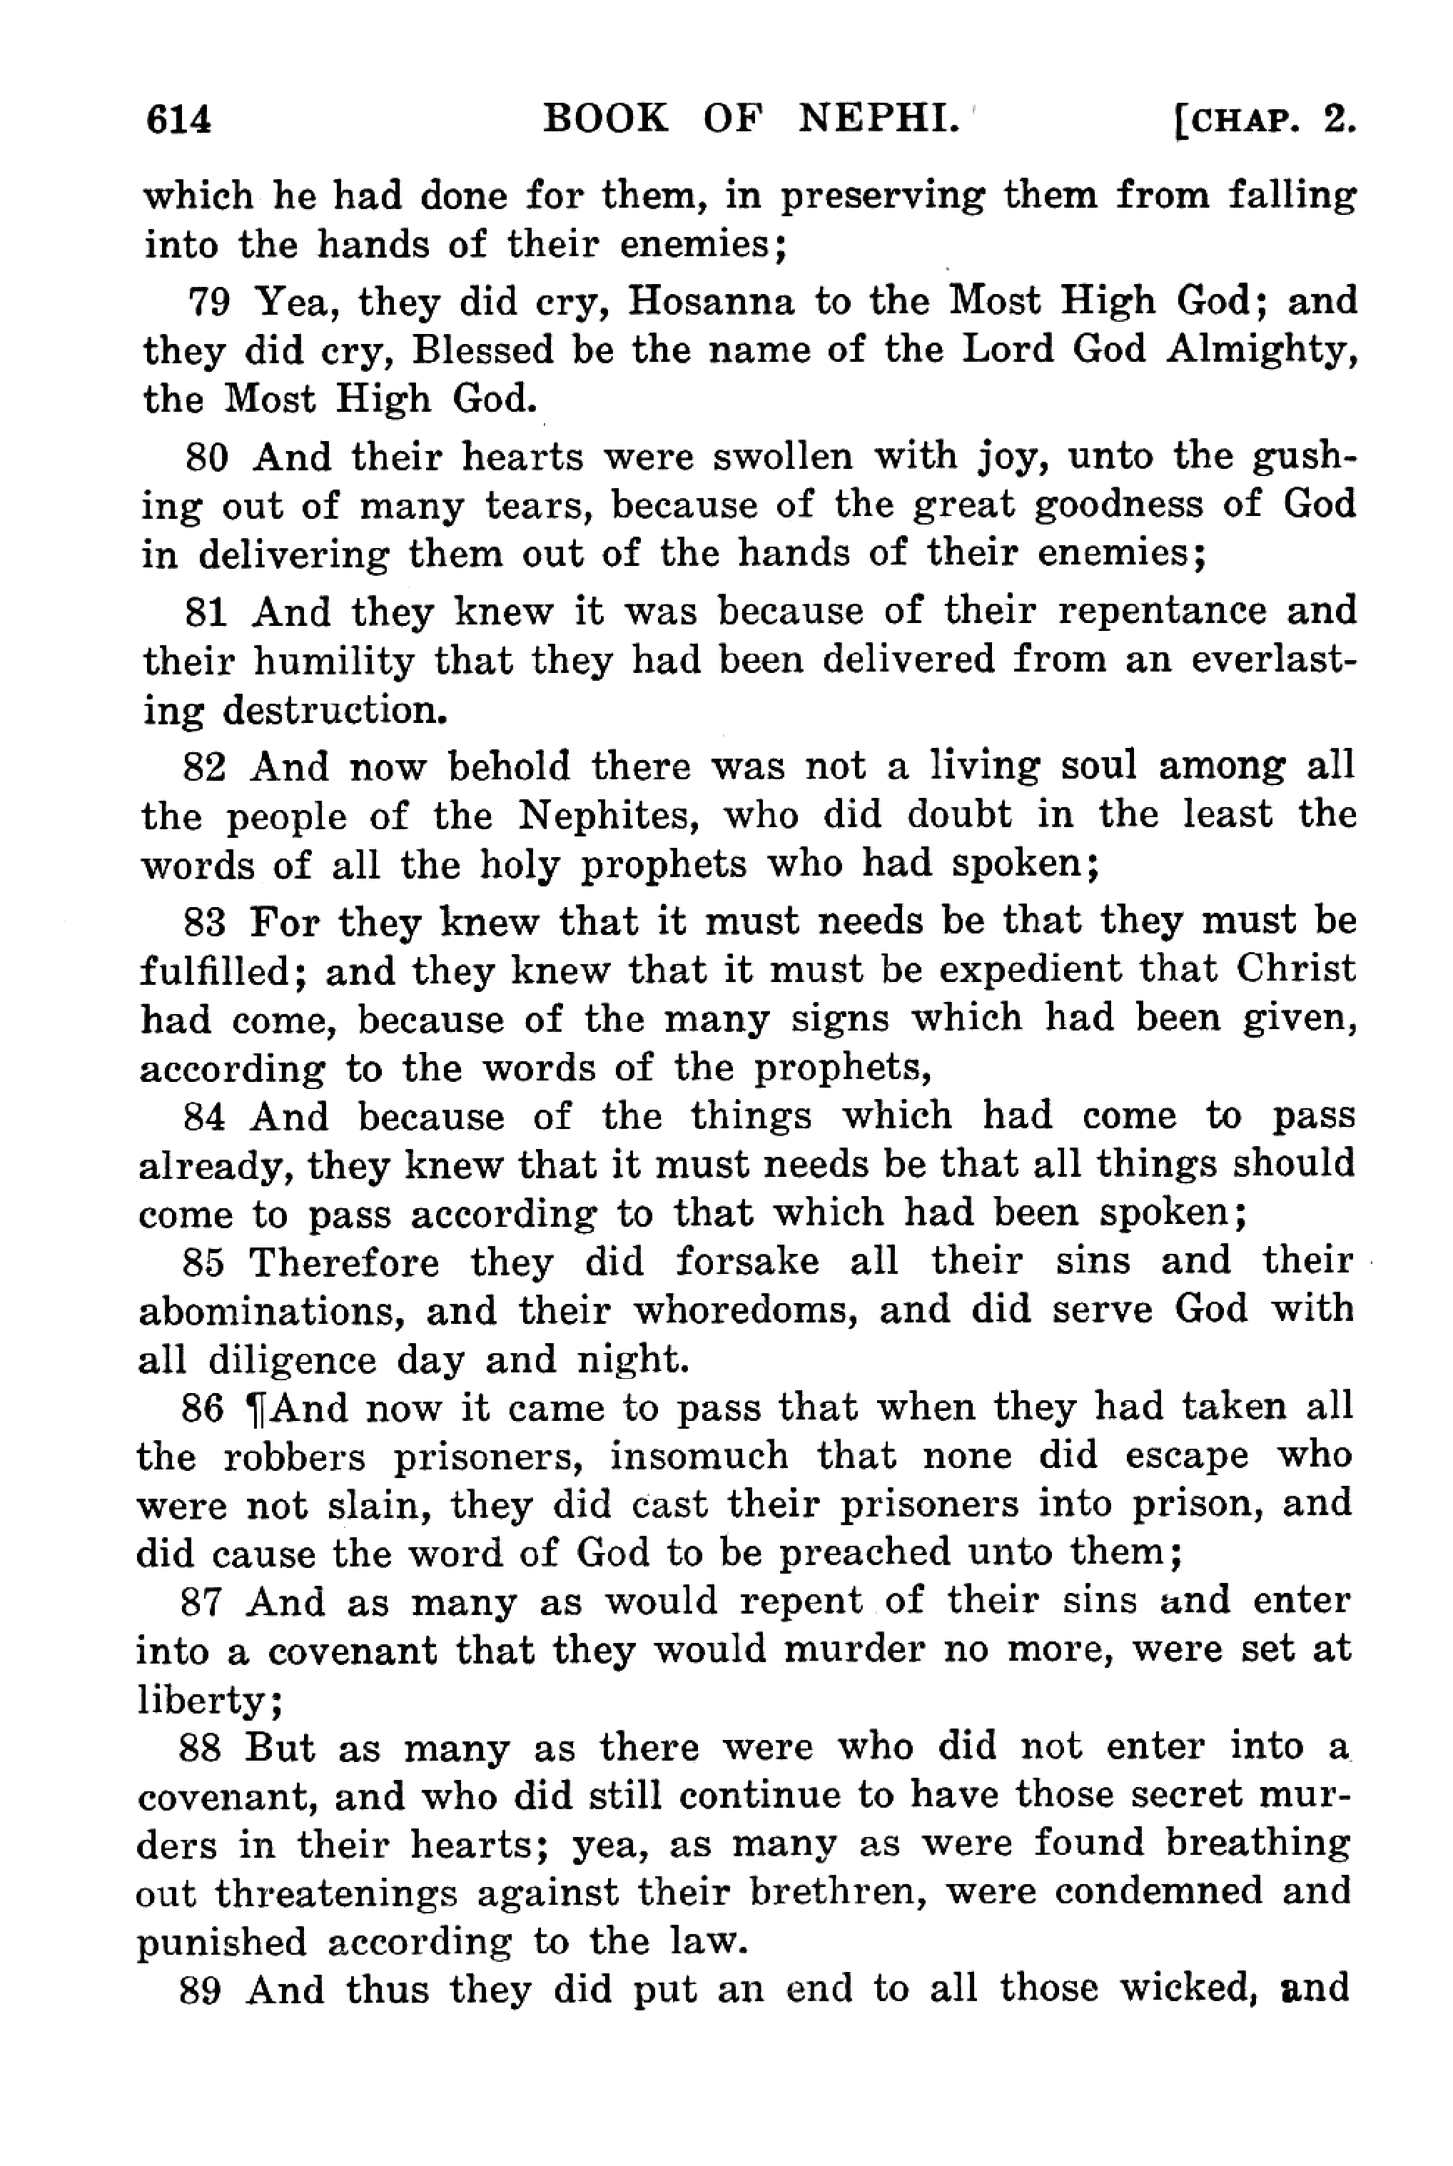 614 BOOK OF NEPHI. [CHAP. 2.
which he had done for them, in preserving them from falling
into the hands of their enemies;
79 Yea, they did cry, Hosanna to the Most High God; and
they did cry, Blessed be the name of the Lord God Almighty,
the Most High God.
80 And their hearts were swollen with joy, unto the gush-
ing out of many tears, because of the great goodness of God
in delivering them out of the hands of their enemies;
81 And they knew it was because of their repentance and
their humility that they had been delivered from an everlast-
ing destruction.
82 And now behold there was not a living soul among all
the people of the Nephites, who did doubt in the least the
words of all the holy prophets who had spoken;
83 For they knew that it must needs be that they must be
fulfilled; and they knew that it must be expedient that Christ
had come, because of the many signs which had been given,
according to the words of the prophets,
84 And because of the things which had come to pass
already, they knew that it must needs be that all things should
come to pass according to that which had been spoken;
85 Therefore they did forsake all their sins and their
abominations, and their whoredoms, and did serve God with
all diligence day and night.
86 ¶And now it came to pass that when they had taken all
the robbers prisoners, insomuch that none did escape who
were not slain, they did cast their prisoners into prison, and
did cause the word of God to be preached unto them;
87 And as many as would repent of their sins and enter
into a covenant that they would murder no more, were set at
liberty;
88 But as many as there were who did not enter into a
covenant, and who did still continue to have those secret mur-
ders in their hearts; yea, as many as were found breathing
out threatenings against their brethren, were condemned and
punished according to the law.
89 And thus they did put an end to all those wicked, and